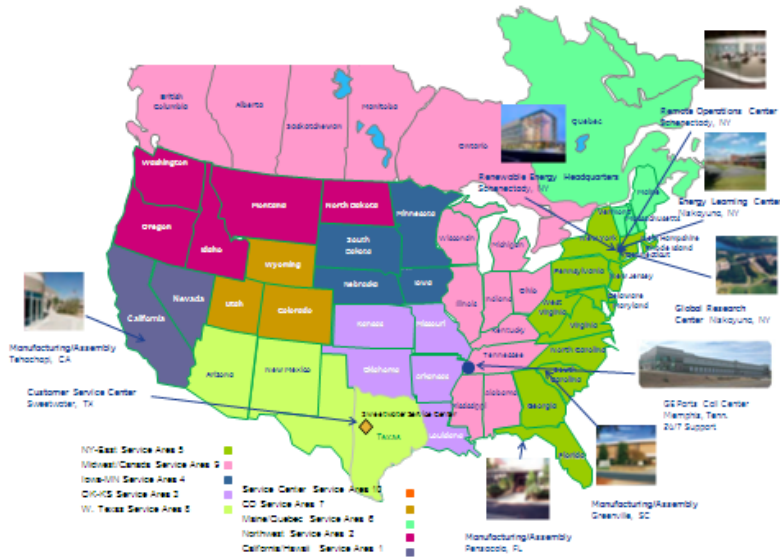 Remote Operations Center
Schenectady, NY
British
Columbia
Alberta
Saskatchewan
Manitoba
Ontario
Quebec
Renewable Energy Headquarters
Schenectady, NY
Energy Learning Center
Niskayuna, NY
Global Research
Center Niskayuna, NY
Washington
Oregon
Idaho
Montana
North Dakota
Minnesota
South
Dakota
Nebraska
Iowa
Wyoming
Utah
Colorado
California
Nevada
Arizona
New Mexico
Kansas
Missouri
Oklahoma
Arkansas
Louisiana
Texas
Sweetwater Service Center
Wisconsin
Michigan
Illinois
Indiana
Ohio
Kentucky
Tennessee
Mississippi
Alabama
Georgia
Florida
South
Carolina
North Carolina
Virginia
West
Virginia
Pennsylvania
New York
Vermont
Maine
Massachusetts
New Hampshire
Rhode Island
Connecticut
New Jersey
Delaware
Maryland
Manufacturing/Assembly
Tehachapi, CA
Customer Service Center
Sweetwater, TX
GE Parts Call Center
Memphis, Tenn.
24/7 Support
Manufacturing/Assembly
Greenville, SC
Manufacturing/Assembly
Pensacola, FL
NY-East Service Area 5
Midwest/Canada Service Area 9
Iowa-MN Service Area 4
OK-KS Service Area 3
W. Texas Service Area 8
Service Center Service Area 10
CO Service Area 7
Maine/Quebec Service Area 6
Northwest Service Area 2
California/Hawaii Service Area 1